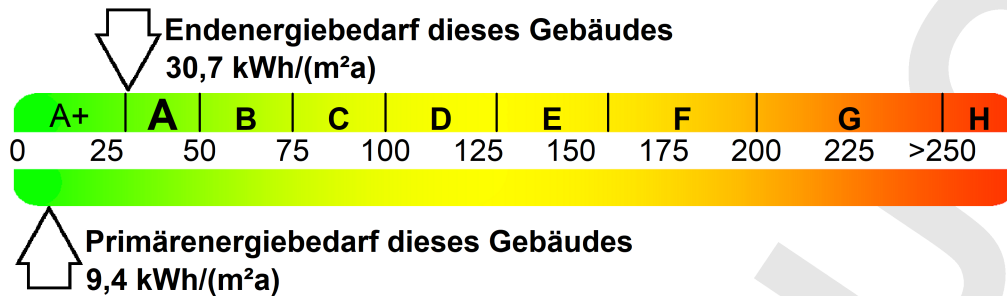 Endenergiebedarf dieses Gebäudes
30,7 kWh/(m²a)
A+ A B C D E F G H
0 25 50 75 100 125 150 175 200 225 >250
Primärenergiebedarf dieses Gebäudes
9,4 kWh/(m²a)